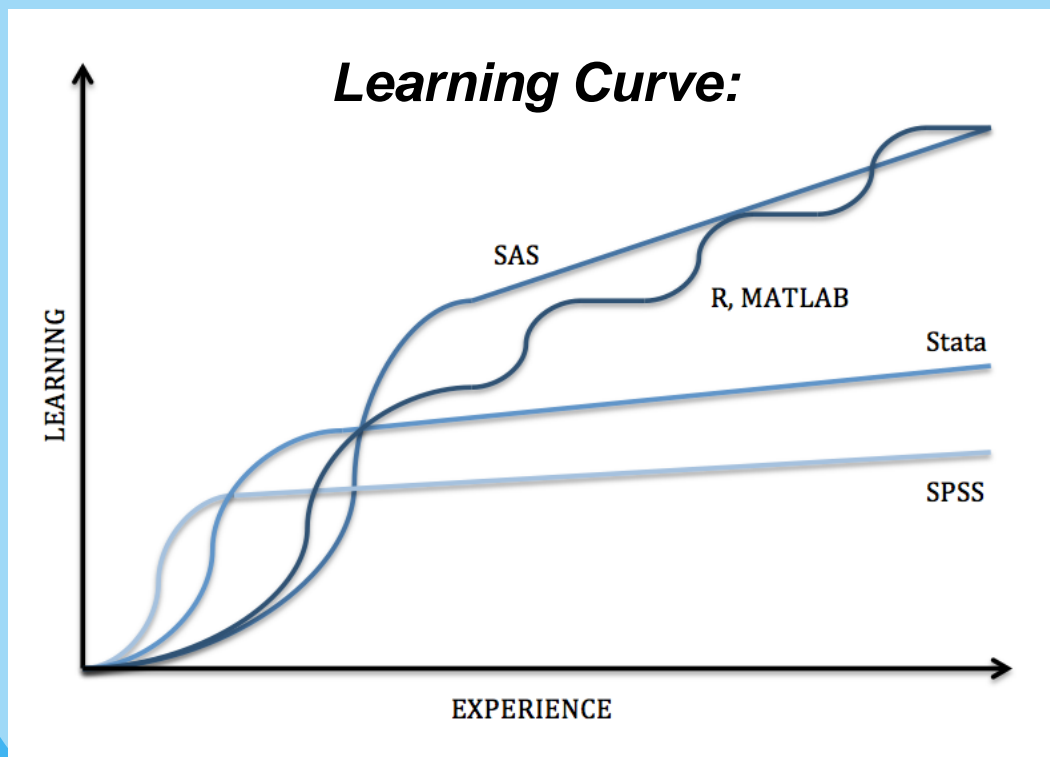 Learning Curve:
SAS
R, MATLAB
Stata
SPSS
LEARNING
EXPERIENCE